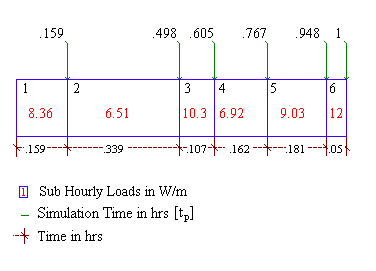 .159 .498 .605 .767 .948 1
1 2 3 4 5 6
8.36 6.51 10.3 6.92 9.03 12
.159 .339 .107 .162 .181 .05
1 Sub Hourly Loads in W/m
Simulation Time in hrs [tp]
Time in hrs